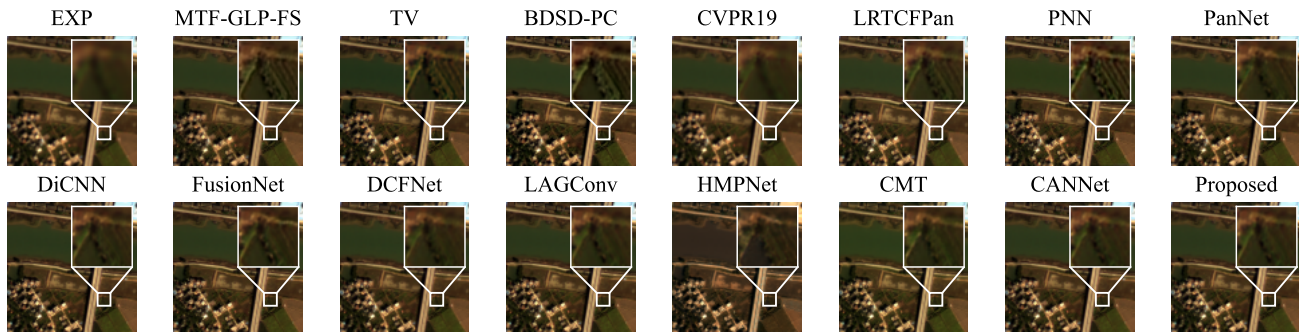 EXP MTF-GLP-FS TV BDSD-PC CVPR19 LRTCFPan PNN PanNet
DiCNN FusionNet DCFNet LAGConv HMPNet CMT CANNet Proposed